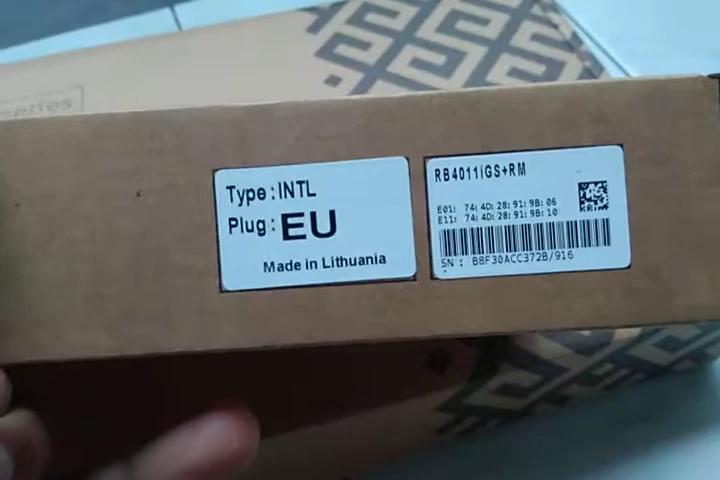 series
Type: INTL
Plug: EU
Made in Lithuania
RB4011iGS+RM
E01: 74:4D:28:91:9B:06
E11: 74:4D:28:91:9B:10
SN : B8F30ACC372B/916